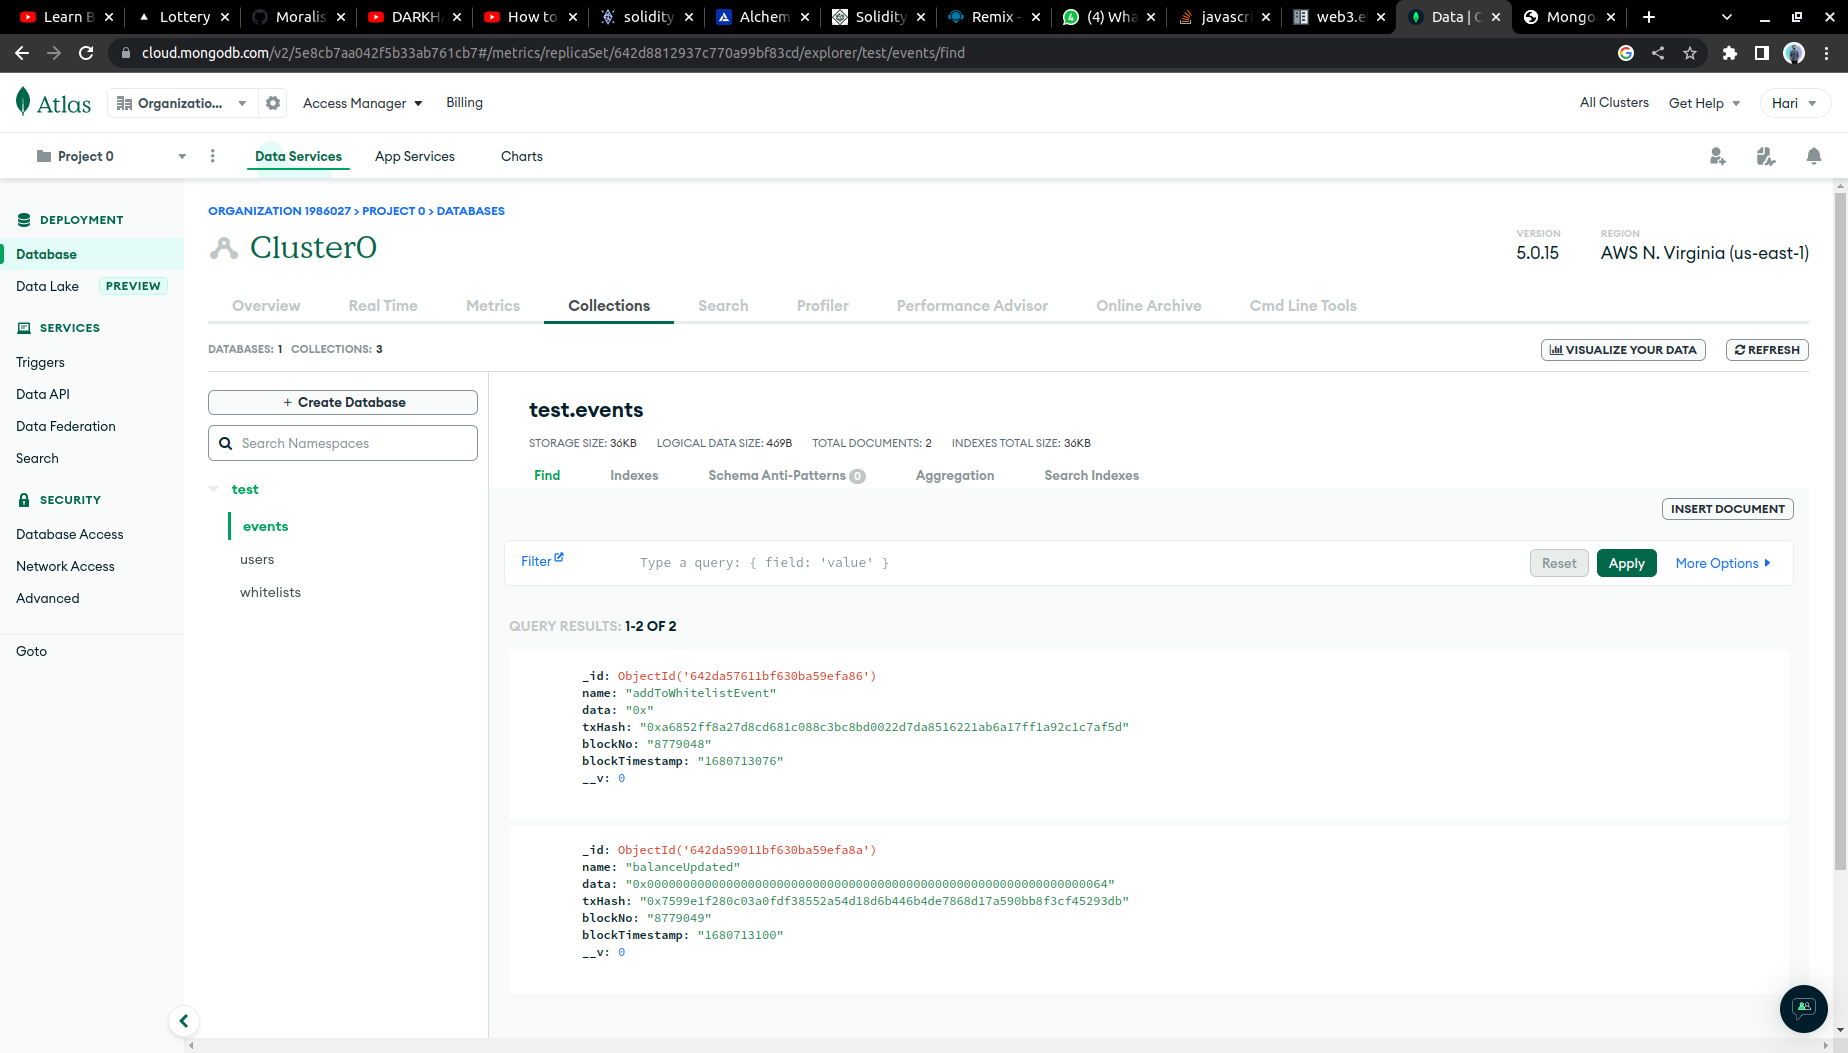 Learn B
Lottery
Moralis
DARKHA
How to
solidity
Alchem
Solidity
Remix -
(4) Wha
javascri
web3.e
Data | C
Mongo
cloud.mongodb.com/v2/5e8cb7aa042f5b33ab761cb7#/metrics/replicaSet/642d8812937c770a99bf83cd/explorer/test/events/find
Atlas
Organizatio...
Access Manager
Billing
All Clusters
Get Help
Hari
Project 0
Data Services
App Services
Charts
DEPLOYMENT
Database
Data Lake PREVIEW
SERVICES
Triggers
Data API
Data Federation
Search
SECURITY
Database Access
Network Access
Advanced
Goto
ORGANIZATION 1986027 > PROJECT 0 > DATABASES
Cluster0
VERSION
5.0.15
REGION
AWS N. Virginia (us-east-1)
Overview
Real Time
Metrics
Collections
Search
Profiler
Performance Advisor
Online Archive
Cmd Line Tools
DATABASES: 1 COLLECTIONS: 3
VISUALIZE YOUR DATA
REFRESH
+ Create Database
Search Namespaces
test
events
users
whitelists
test.events
STORAGE SIZE: 36KB LOGICAL DATA SIZE: 469B TOTAL DOCUMENTS: 2 INDEXES TOTAL SIZE: 36KB
Find
Indexes
Schema Anti-Patterns 0
Aggregation
Search Indexes
INSERT DOCUMENT
Filter
Type a query: { field: 'value' }
Reset
Apply
More Options
QUERY RESULTS: 1-2 OF 2
_id: ObjectId('642da57611bf630ba59efa86')
name: "addToWhitelistEvent"
data: "0x"
txHash: "0xa6852ff8a27d8cd681c088c3bc8bd0022d7da8516221ab6a17ff1a92c1c7af5d"
blockNo: "8779048"
blockTimestamp: "1680713076"
__v: 0
_id: ObjectId('642da59011bf630ba59efa8a')
name: "balanceUpdated"
data: "0x0000000000000000000000000000000000000000000000000000000000000064"
txHash: "0x7599e1f280c03a0fdf38552a54d18d6b446b4de7868d17a590bb8f3cf45293db"
blockNo: "8779049"
blockTimestamp: "1680713100"
__v: 0